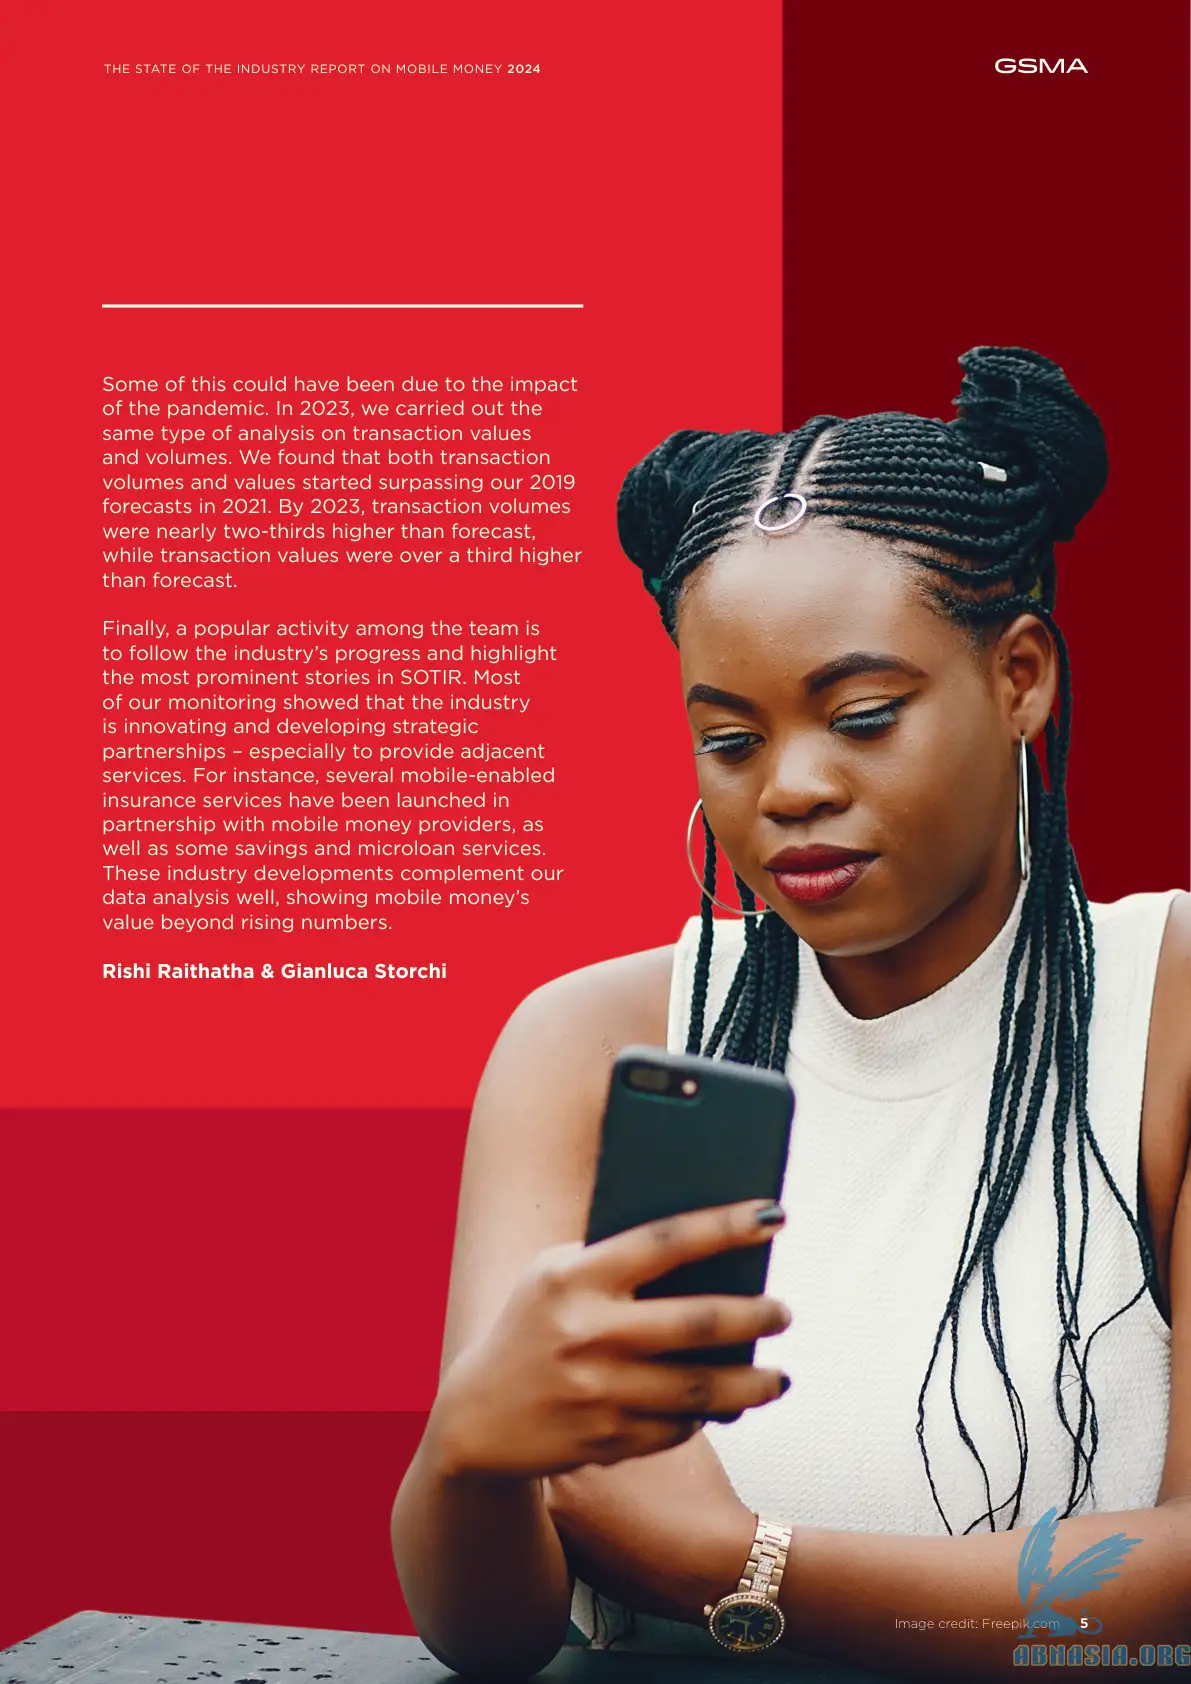 THE STATE OF THE INDUSTRY REPORT ON MOBILE MONEY 2024
GSMA
Some of this could have been due to the impact
of the pandemic. In 2023, we carried out the
same type of analysis on transaction values
and volumes. We found that both transaction
volumes and values started surpassing our 2019
forecasts in 2021. By 2023, transaction volumes
were nearly two-thirds higher than forecast,
while transaction values were over a third higher
than forecast.
Finally, a popular activity among the team is
to follow the industry’s progress and highlight
the most prominent stories in SOTIR. Most
of our monitoring showed that the industry
is innovating and developing strategic
partnerships – especially to provide adjacent
services. For instance, several mobile-enabled
insurance services have been launched in
partnership with mobile money providers, as
well as some savings and microloan services.
These industry developments complement our
data analysis well, showing mobile money’s
value beyond rising numbers.
Rishi Raithatha & Gianluca Storchi
Image credit: Freepik.com 5
ABNASIA.ORG